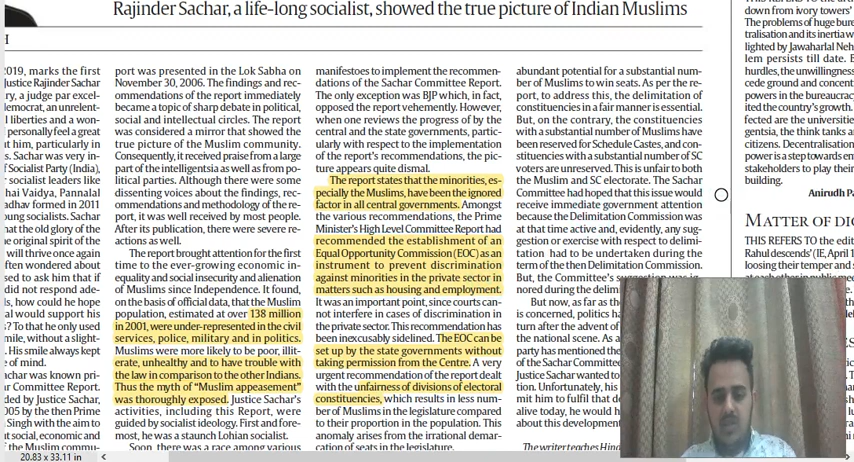 Rajinder Sachar, a life-long socialist, showed the true picture of Indian Muslims
H
2019, marks the first
Justice Rajinder Sachar
ry, a judge par excel-
democrat, an unrelent-
l liberties and a won-
personally feel a great
ut him, particularly in
s. Sachar was very in-
f Socialist Party (India),
r socialist leaders like
hai Vaidya, Pannalal
adhav formed in 2011
oung socialists. Sachar
hat the old glory of the
e original spirit of the
will thrive once again
often wondered about
sed to ask him that if
did not respond ade-
ls, how could he hope
al would support his
s? To that he only used
mile, without a slight-
. His smile always kept
e of mind.
achar was known pri-
r Committee Report.
ded by Justice Sachar,
005 by the then Prime
Singh with the aim to
ut social, economic and
f the Muslim commu-
port was presented in the Lok Sabha on
November 30, 2006. The findings and rec-
ommendations of the report immediately
became a topic of sharp debate in political,
social and intellectual circles. The report
was considered a mirror that showed the
true picture of the Muslim community.
Consequently, it received praise from a large
part of the intelligentsia as well as from po-
litical parties. Although there were some
dissenting voices about the findings, rec-
ommendations and methodology of the re-
port, it was well received by most people.
After its publication, there were severe re-
actions as well.
The report brought attention for the first
time to the ever-growing economic in-
equality and social insecurity and alienation
of Muslims since Independence. It found,
on the basis of official data, that the Muslim
population, estimated at over 138 million
in 2001, were under-represented in the civil
services, police, military and in politics.
Muslims were more likely to be poor, illit-
erate, unhealthy and to have trouble with
the law in comparison to the other Indians.
Thus the myth of "Muslim appeasement"
was thoroughly exposed. Justice Sachar's
activities, including this Report, were
guided by socialist ideology. First and fore-
most, he was a staunch Lohian socialist.
Soon, there was a race among various
manifestoes to implement the recommen-
dations of the Sachar Committee Report.
The only exception was BJP which, in fact,
opposed the report vehemently. However,
when one reviews the progress by the
central and the state governments, partic-
ularly with respect to the implementation
of the report's recommendations, the pic-
ture appears quite dismal.
The report states that the minorities, es-
pecially the Muslims, have been the ignored
factor in all central governments. Amongst
the various recommendations, the Prime
Minister's High Level Committee Report had
recommended the establishment of an
Equal Opportunity Commission (EOC) as an
instrument to prevent discrimination
against minorities in the private sector in
matters such as housing and employment.
It was an important point, since courts can-
not interfere in cases of discrimination in
the private sector. This recommendation has
been inexcusably sidelined. The EOC can be
set up by the state governments without
taking permission from the Centre. A very
urgent recommendation of the report dealt
with the unfairness of divisions of electoral
constituencies, which results in less num-
ber of Muslims in the legislature compared
to their proportion in the population. This
anomaly arises from the irrational demar-
cation of seats in the legislature.
abundant potential for a substantial num-
ber of Muslims to win seats. As per the re-
port, to address this, the delimitation of
constituencies in a fair manner is essential.
But, on the contrary, the constituencies
with a substantial number of Muslims have
been reserved for Schedule Castes, and con-
stituencies with a substantial number of SC
voters are unreserved. This is unfair to both
the Muslim and SC electorate. The Sachar
Committee had hoped that this issue would
receive immediate government attention
because the Delimitation Commission was
at that time active and, evidently, any sug-
gestion or exercise with respect to delimi-
tation had to be undertaken during the
term of the then Delimitation Commission.
But, the Committee's suggestion was ig-
nored during the delim
But now, as far as th
is concerned, politics ha
turn after the advent of
the national scene. As a
party has mentioned the
of the Sachar Committee
Justice Sachar wanted to
tion. Unfortunately, his
mit him to fulfil that de
alive today, he would h
about this development
The writer teaches Hind
down from ivory towers'
The problems of huge bure
tralisation and its inertia w
lighted by Jawaharlal Neh
lem persists till date. E
hurdles, the unwillingness
cede ground and concent
powers in the bureaucracy
ited the country's growth.
fected are the universities
gentsia, the think tanks a
citizens. Decentralisation
power is a step towards em
stakeholders to play their
building.
Anirudh Pa
MATTER OF DIG
THIS REFERS TO the edit
Rahul descends' (IE, April 1
loosing their temper and s
20.83 x 33.11 in